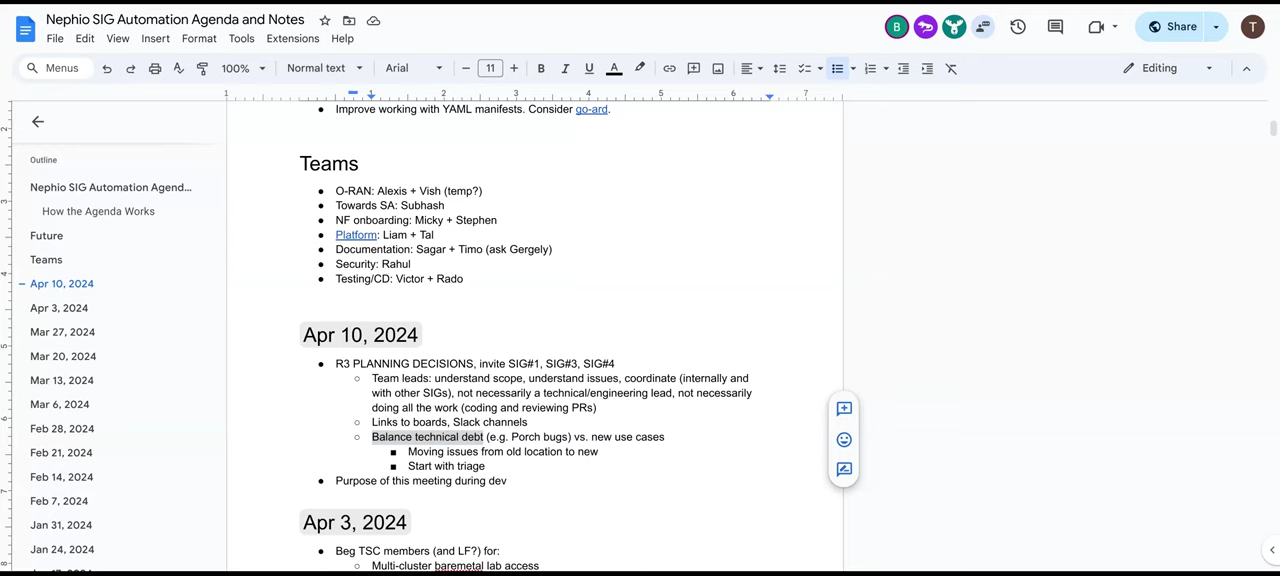 Nephio SIG Automation Agenda and Notes
File Edit View Insert Format Tools Extensions Help
B
Share
T
Menus
100%
Normal text
Arial
11
B I U A
Editing
1 1 2 3 4 5 6 7
Improve working with YAML manifests. Consider go-ard.
Outline
Nephio SIG Automation Agend...
How the Agenda Works
Future
Teams
Apr 10, 2024
Apr 3, 2024
Mar 27, 2024
Mar 20, 2024
Mar 13, 2024
Mar 6, 2024
Feb 28, 2024
Feb 21, 2024
Feb 14, 2024
Feb 7, 2024
Jan 31, 2024
Jan 24, 2024
Teams
O-RAN: Alexis + Vish (temp?)
Towards SA: Subhash
NF onboarding: Micky + Stephen
Platform: Liam + Tal
Documentation: Sagar + Timo (ask Gergely)
Security: Rahul
Testing/CD: Victor + Rado
Apr 10, 2024
R3 PLANNING DECISIONS, invite SIG#1, SIG#3, SIG#4
Team leads: understand scope, understand issues, coordinate (internally and
with other SIGs), not necessarily a technical/engineering lead, not necessarily
doing all the work (coding and reviewing PRs)
Links to boards, Slack channels
Balance technical debt (e.g. Porch bugs) vs. new use cases
Moving issues from old location to new
Start with triage
Purpose of this meeting during dev
Apr 3, 2024
Beg TSC members (and LF?) for:
Multi-cluster baremetal lab access